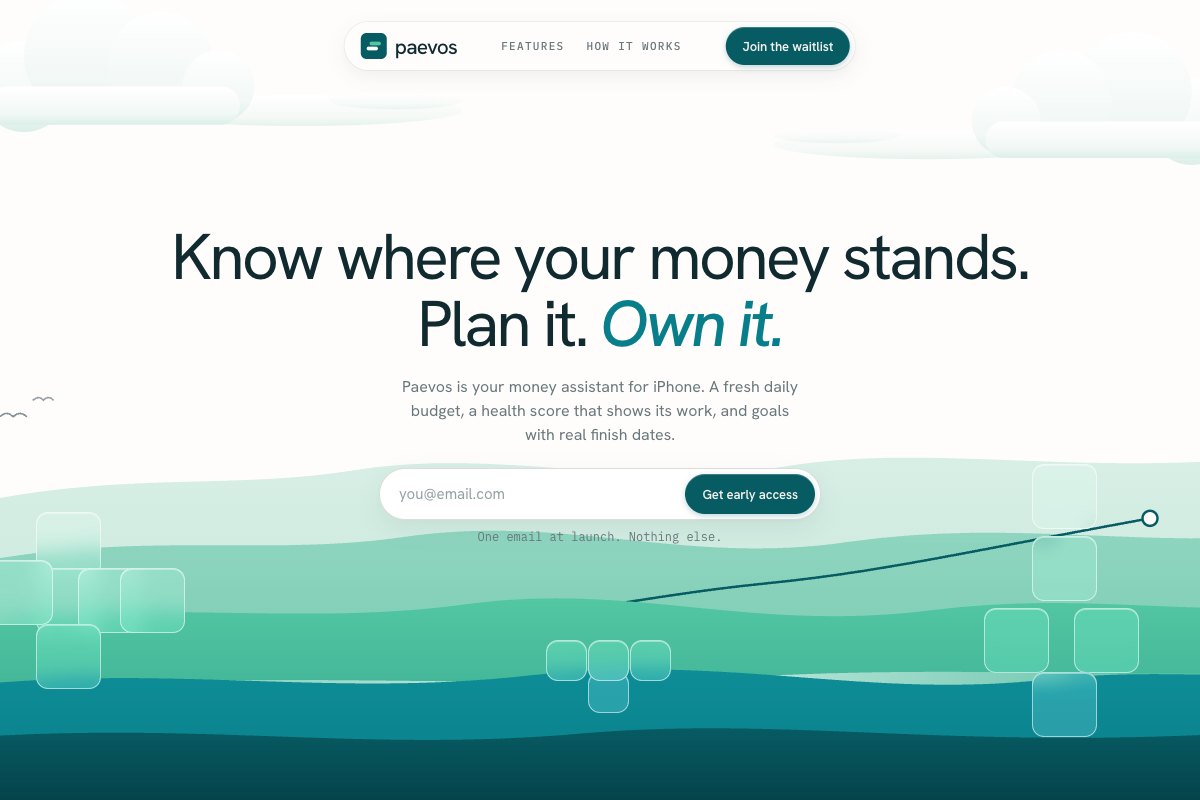 paevos
FEATURES
HOW IT WORKS
Join the waitlist
Know where your money stands.
Plan it. Own it.
Paevos is your money assistant for iPhone. A fresh daily
budget, a health score that shows its work, and goals
with real finish dates.
you@email.com
Get early access
One email at launch. Nothing else.